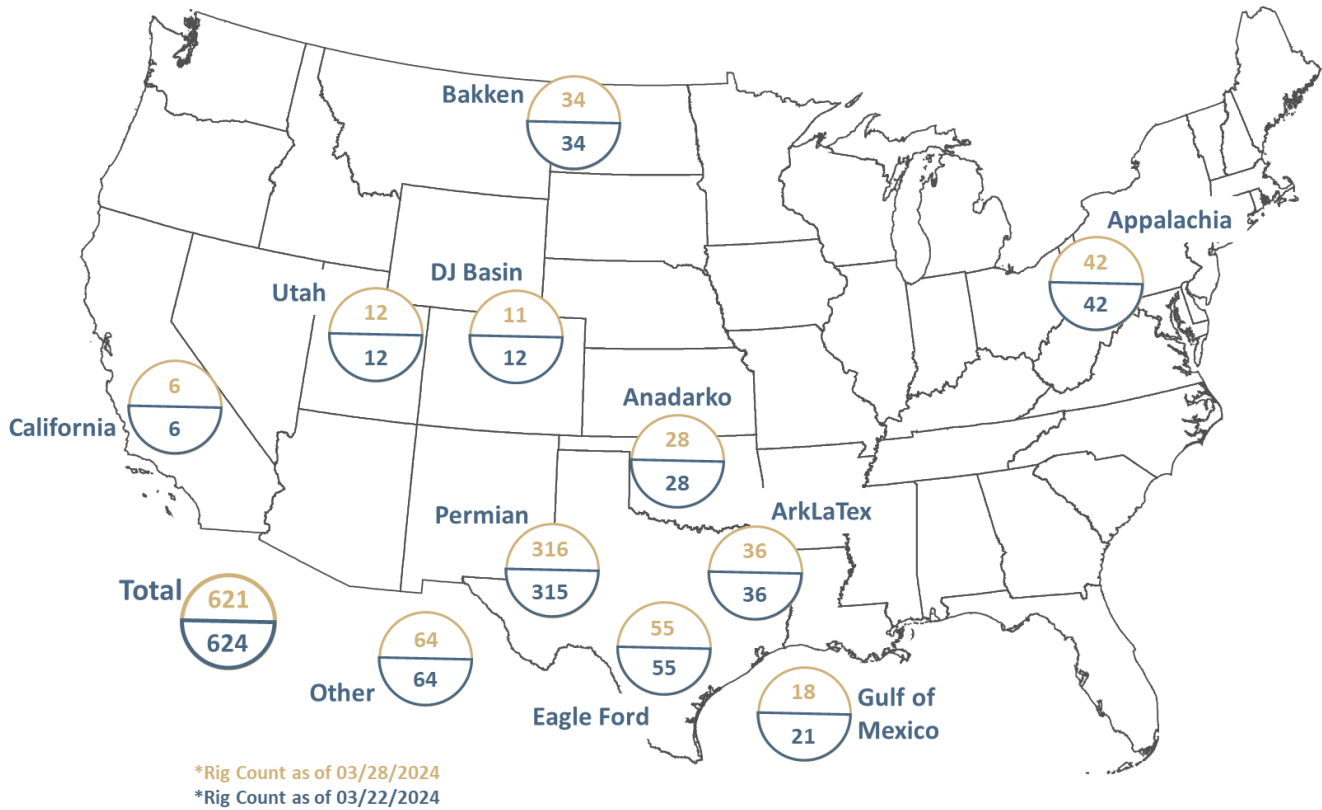 Bakken
34
34
Appalachia
42
42
DJ Basin
11
12
Utah
12
12
California
6
6
Anadarko
28
28
Permian
316
315
ArkLaTex
36
36
Total
621
624
Other
64
64
Eagle Ford
55
55
Gulf of
Mexico
18
21
*Rig Count as of 03/28/2024
*Rig Count as of 03/22/2024